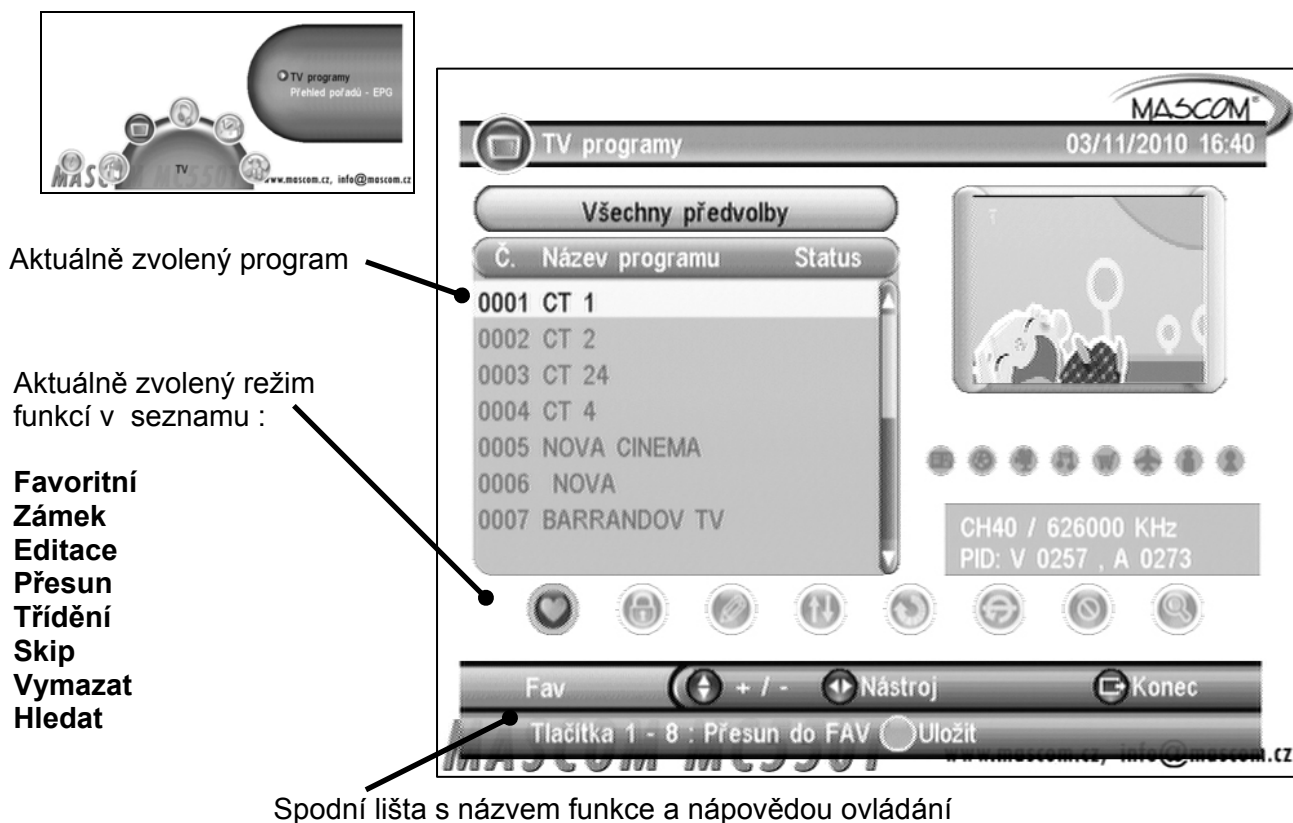 TV programy
Přehled pořadů - EPG
TV
www.mascom.cz, info@mascom.cz
MASCOM®
TV programy 03/11/2010 16:40
Všechny předvolby
Č. Název programu Status
0001 CT 1
0002 CT 2
0003 CT 24
0004 CT 4
0005 NOVA CINEMA
0006 NOVA
0007 BARRANDOV TV
CH40 / 626000 KHz
PID: V 0257 , A 0273
Fav + / - Nástroj Konec
Tlačítka 1 - 8 : Přesun do FAV Uložit
MASCOM MC5501
www.mascom.cz, info@mascom.cz
Aktuálně zvolený program
Aktuálně zvolený režim
funkcí v seznamu :
Favoritní
Zámek
Editace
Přesun
Třídění
Skip
Vymazat
Hledat
Spodní lišta s názvem funkce a nápovědou ovládání